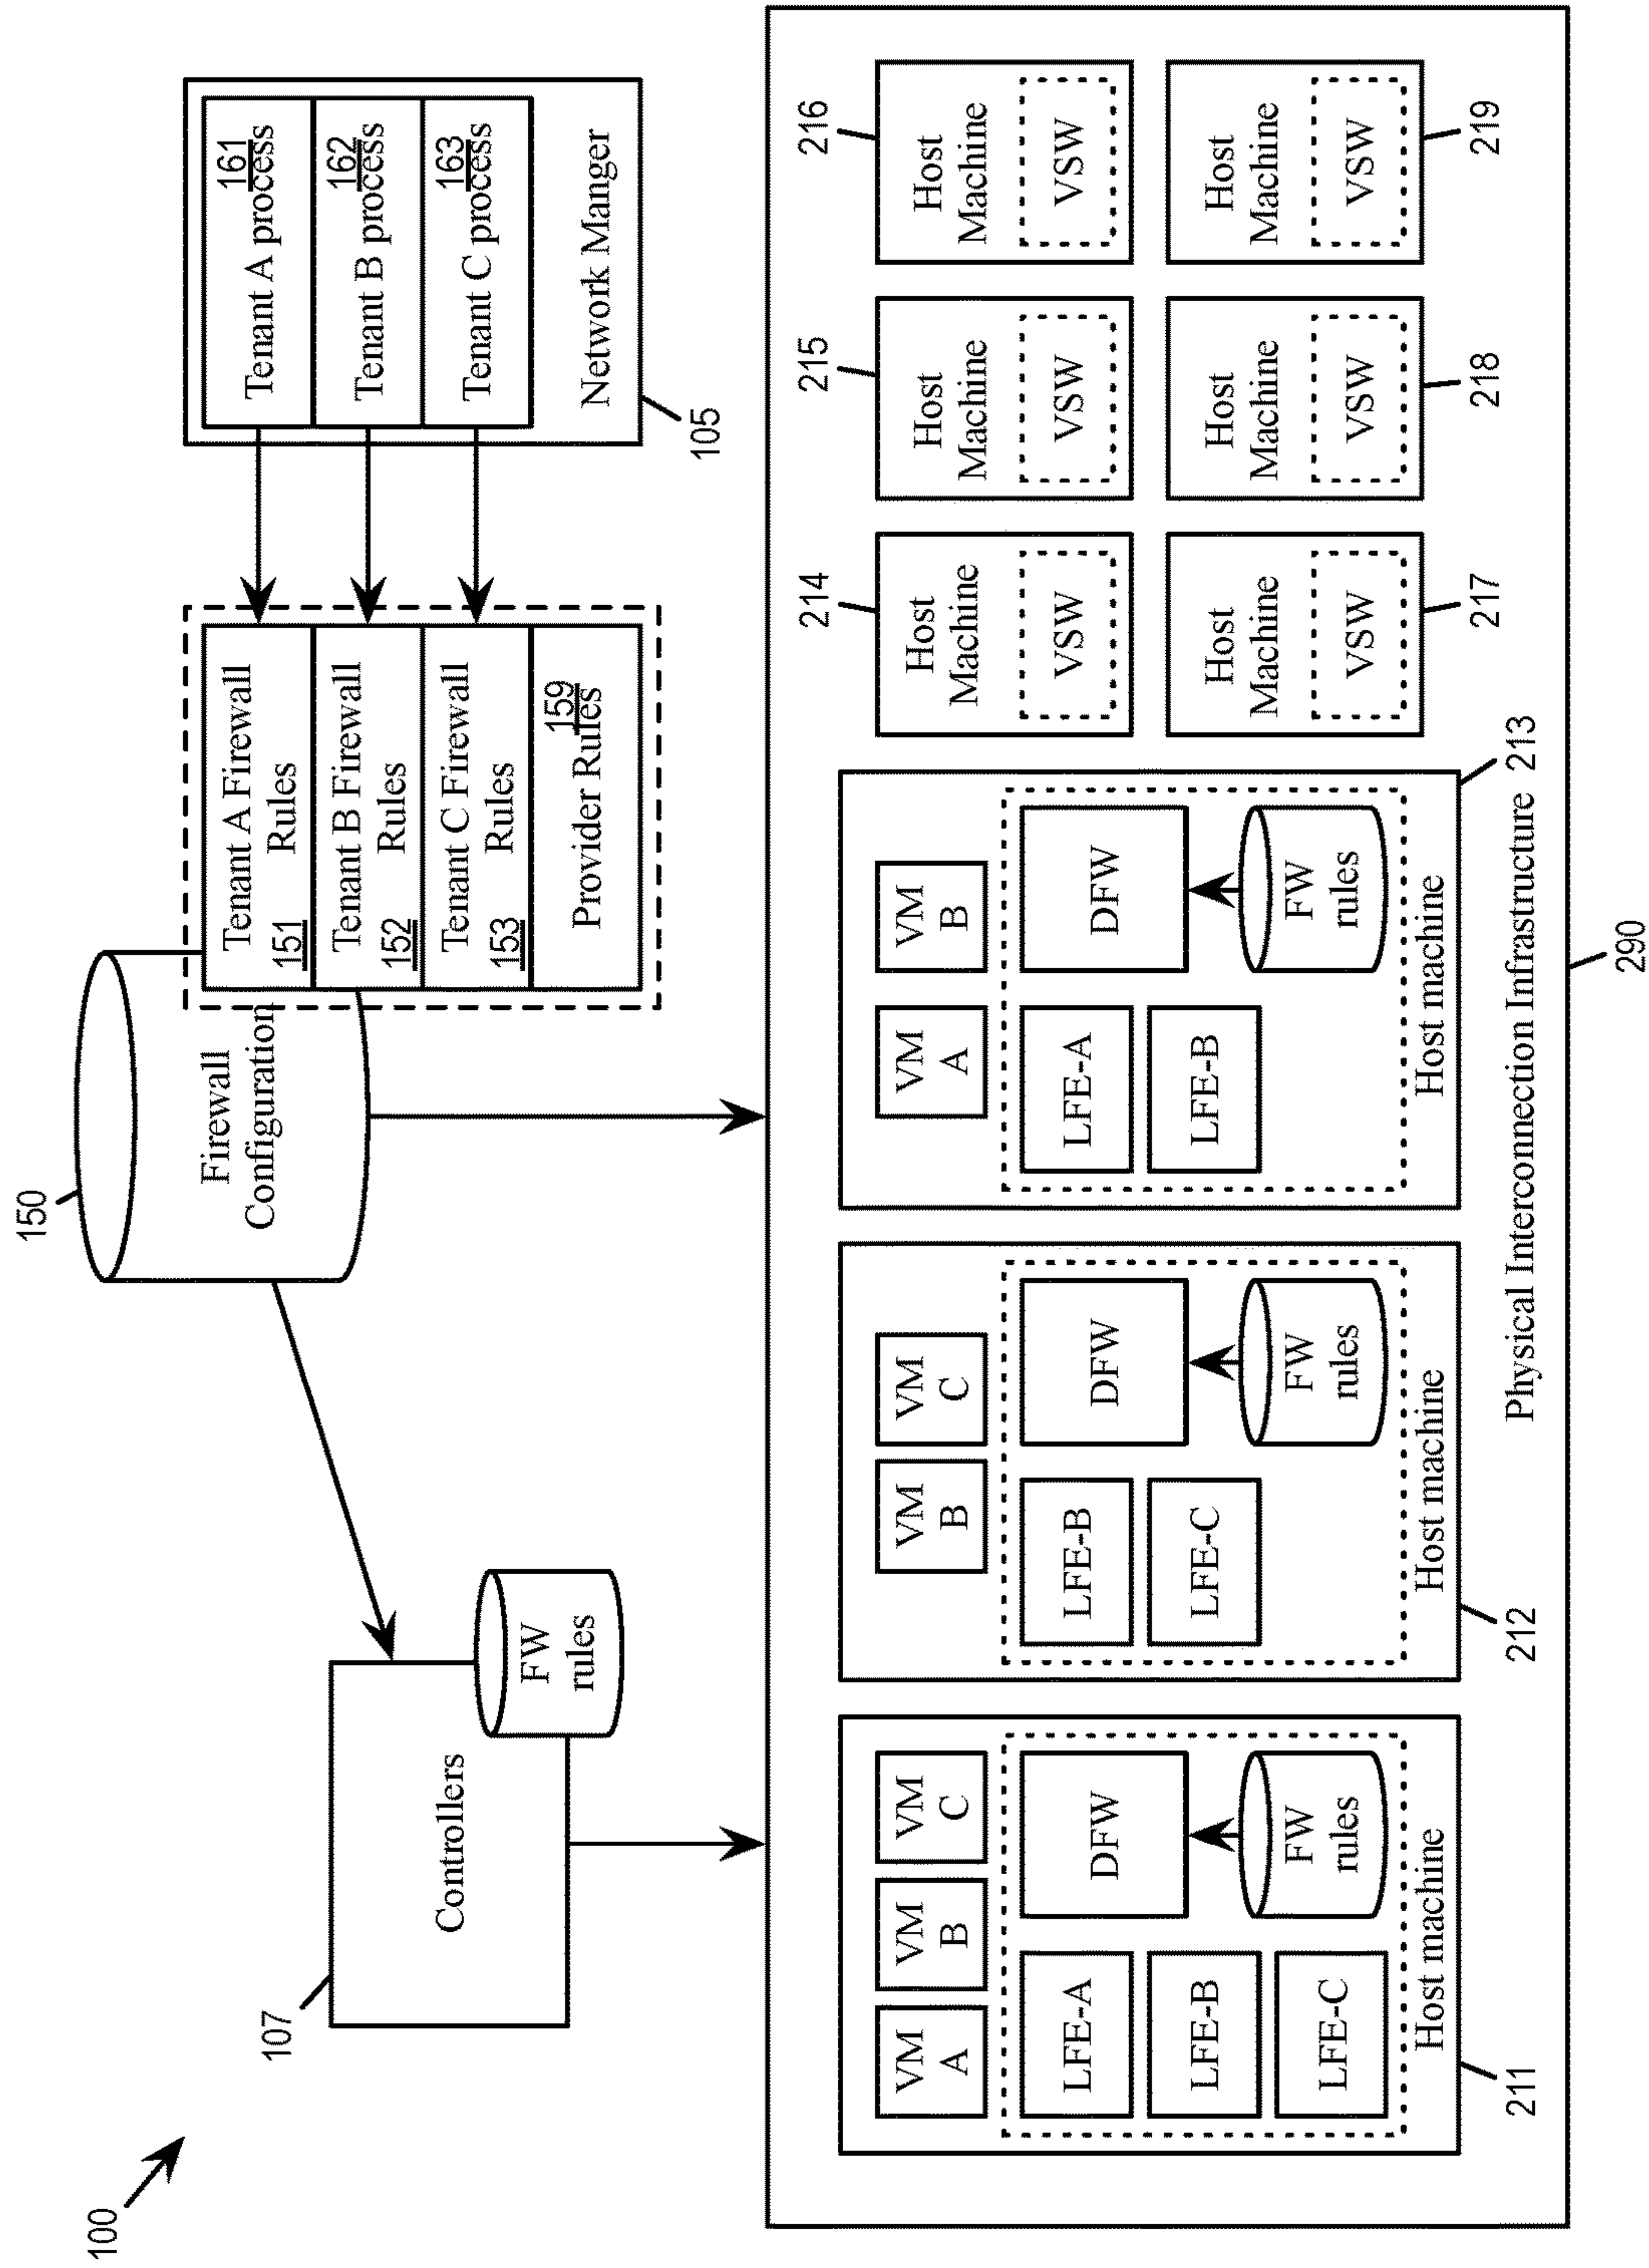 100
107
Controllers
FW
rules
150
Firewall
Configuration
Tenant A Firewall
151 Rules
Tenant B Firewall
152 Rules
Tenant C Firewall
153 Rules
159
Provider Rules
161
Tenant A process
162
Tenant B process
163
Tenant C process
Network Manger
105
VM
A
VM
B
VM
C
LFE-A
LFE-B
LFE-C
DFW
FW
rules
Host machine
211
VM
B
VM
C
LFE-B
LFE-C
DFW
FW
rules
Host machine
212
VM
A
VM
B
LFE-A
LFE-B
DFW
FW
rules
Host machine
213
214
Host
Machine
VSW
215
Host
Machine
VSW
216
Host
Machine
VSW
Host
Machine
VSW
217
Host
Machine
VSW
218
Host
Machine
VSW
219
Physical Interconnection Infrastructure
290